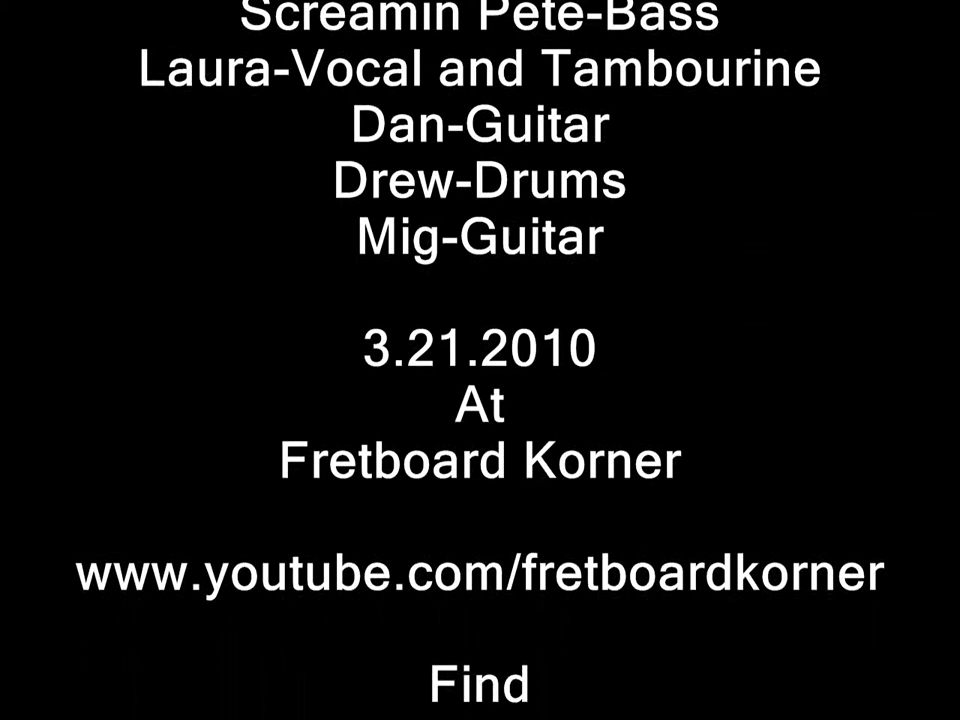 Screamin Pete-Bass
Laura-Vocal and Tambourine
Dan-Guitar
Drew-Drums
Mig-Guitar
3.21.2010
At
Fretboard Korner
www.youtube.com/fretboardkorner
Find